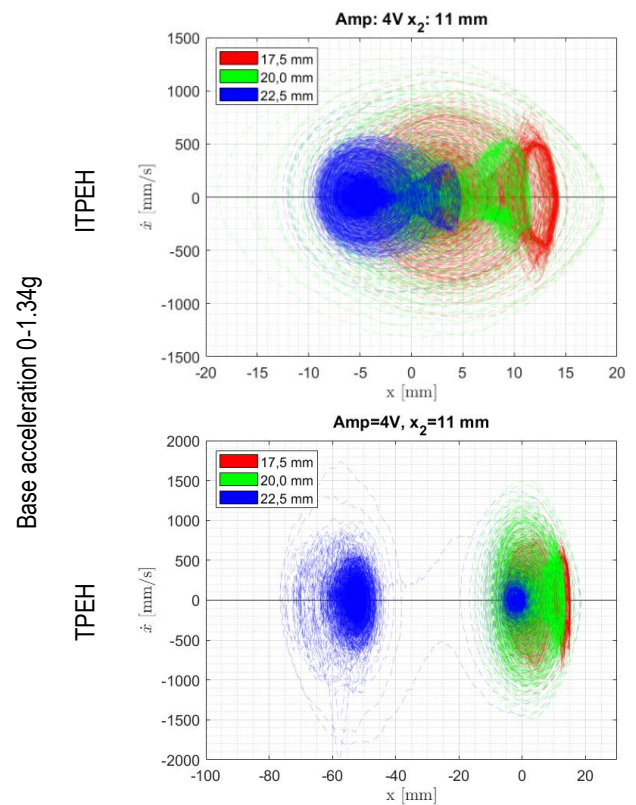 Base acceleration 0-1.34g
ITPEH
Amp: 4V x2: 11 mm
17,5 mm
20,0 mm
22,5 mm
1500
1000
500
0
-500
-1000
-1500
ẋ [mm/s]
-20 -15 -10 -5 0 5 10 15 20
x [mm]
TPEH
Amp=4V, x2=11 mm
17,5 mm
20,0 mm
22,5 mm
2000
1500
1000
500
0
-500
-1000
-1500
-2000
ẋ [mm/s]
-100 -80 -60 -40 -20 0 20
x [mm]